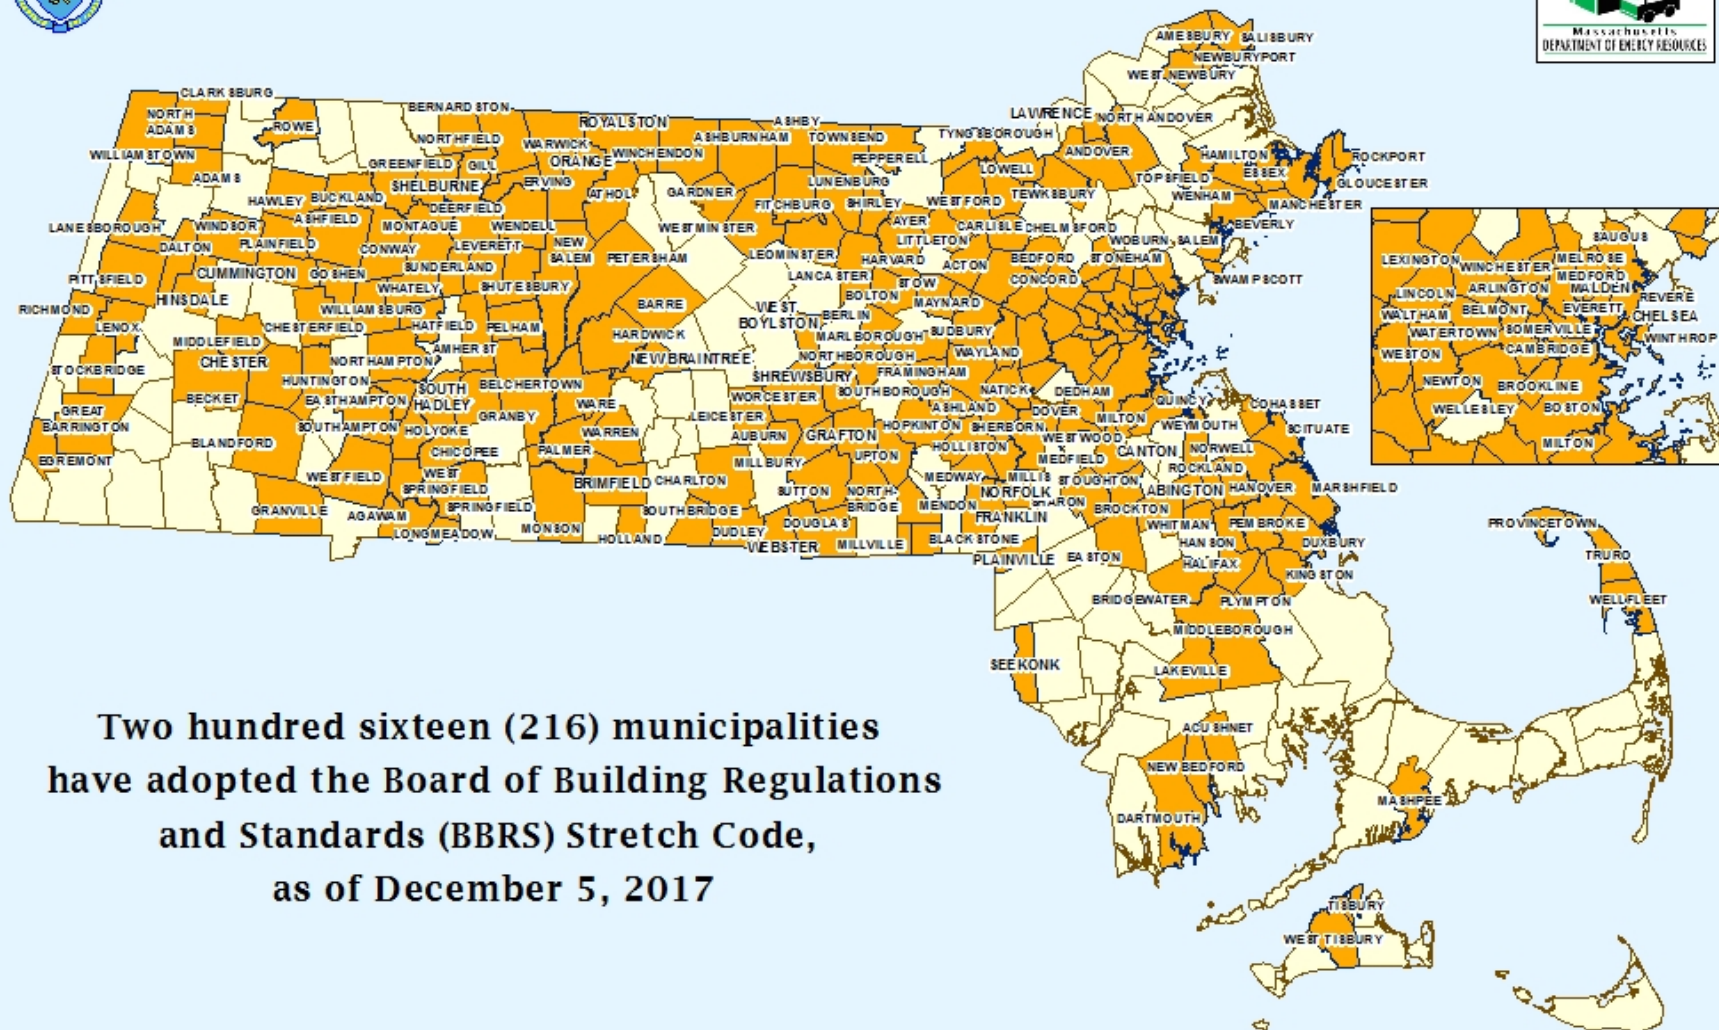 Massachusetts
DEPARTMENT OF ENERGY RESOURCES
AMESBURY
SALISBURY
NEWBURYPORT
WEST NEWBURY
CLARKSBURG
BERNARDSTON
NORTH
ADAMS
ROWE
ROYALSTON
ASHBY
LAWRENCE
NORTH ANDOVER
NORTHFIELD
WARWICK
ASHBURNHAM
TOWNSEND
TYNGSBOROUGH
WILLIAMSTOWN
GREENFIELD
GILL
ORANGE
WINCHENDON
PEPPERELL
ANDOVER
HAMILTON
ROCKPORT
ADAMS
SHELBURNE
ERVING
LUNENBURG
LOWELL
TOPSFIELD
ESSEX
GLOUCESTER
HAWLEY
BUCKLAND
ATHOL
GARDNER
FITCHBURG
SHIRLEY
WESTFORD
TEWKSBURY
WENHAM
MANCHESTER
DEERFIELD
LANESBOROUGH
WINDSOR
ASHFIELD
MONTAGUE
WENDELL
WESTMINSTER
AYER
CARLISLE
CHELMSFORD
BEVERLY
DALTON
PLAINFIELD
CONWAY
LEVERETT
NEW
SALEM
PETERSHAM
LEOMINSTER
LITTLETON
WOBURN
SALEM
PITTSFIELD
CUMMINGTON
GOSHEN
SUNDERLAND
LANCASTER
HARVARD
ACTON
BEDFORD
STONEHAM
SWAMPSCOTT
WHATELY
SHUTESBURY
STOW
CONCORD
RICHMOND
HINSDALE
WILLIAMSBURG
BARRE
WEST
BOYLSTON
BOLTON
MAYNARD
LENOX
CHESTERFIELD
HATFIELD
PELHAM
HARDWICK
BERLIN
MARLBOROUGH
SUDBURY
MIDDLEFIELD
AMHERST
NEW BRAINTREE
NORTHBOROUGH
WAYLAND
STOCKBRIDGE
CHESTER
NORTHAMPTON
SHREWSBURY
FRAMINGHAM
HUNTINGTON
SOUTH
HADLEY
BELCHERTOWN
WORCESTER
SOUTHBOROUGH
NATICK
DEDHAM
QUINCY
COHASSET
GREAT
BARRINGTON
BECKET
EASTHAMPTON
GRANBY
WARE
LEICESTER
ASHLAND
DOVER
MILTON
SCITUATE
SOUTHAMPTON
HOLYOKE
WARREN
AUBURN
GRAFTON
HOPKINTON
SHERBORN
WEYMOUTH
BLANDFORD
CHICOPEE
PALMER
HOLLISTON
WESTWOOD
CANTON
NORWELL
EGREMONT
UPTON
MEDFIELD
WESTFIELD
WEST
SPRINGFIELD
BRIMFIELD
CHARLTON
MILLBURY
MEDWAY
MILLIS
STOUGHTON
ROCKLAND
SUTTON
NORTH-
BRIDGE
NORFOLK
ABINGTON
HANOVER
MARSHFIELD
GRANVILLE
AGAWAM
SPRINGFIELD
SOUTHBRIDGE
MENDON
SHARON
BROCKTON
LONGMEADOW
MONSON
HOLLAND
DUDLEY
DOUGLAS
FRANKLIN
WHITMAN
PEMBROKE
WEBSTER
MILLVILLE
BLACKSTONE
HANSON
DUXBURY
PLAINVILLE
EASTON
HALIFAX
KINGSTON
BRIDGEWATER
PLYMPTON
MIDDLEBOROUGH
SEEKONK
LAKEVILLE
ACUSHNET
NEW BEDFORD
DARTMOUTH
MASHPEE
TISBURY
WEST TISBURY
PROVINCETOWN
TRURO
WELLFLEET
SAUGUS
LEXINGTON
WINCHESTER
MELROSE
MEDFORD
LINCOLN
ARLINGTON
MALDEN
REVERE
WALTHAM
BELMONT
EVERETT
CHELSEA
WATERTOWN
SOMERVILLE
WINTHROP
WESTON
CAMBRIDGE
NEWTON
BROOKLINE
WELLESLEY
BOSTON
MILTON
Two hundred sixteen (216) municipalities
have adopted the Board of Building Regulations
and Standards (BBRS) Stretch Code,
as of December 5, 2017